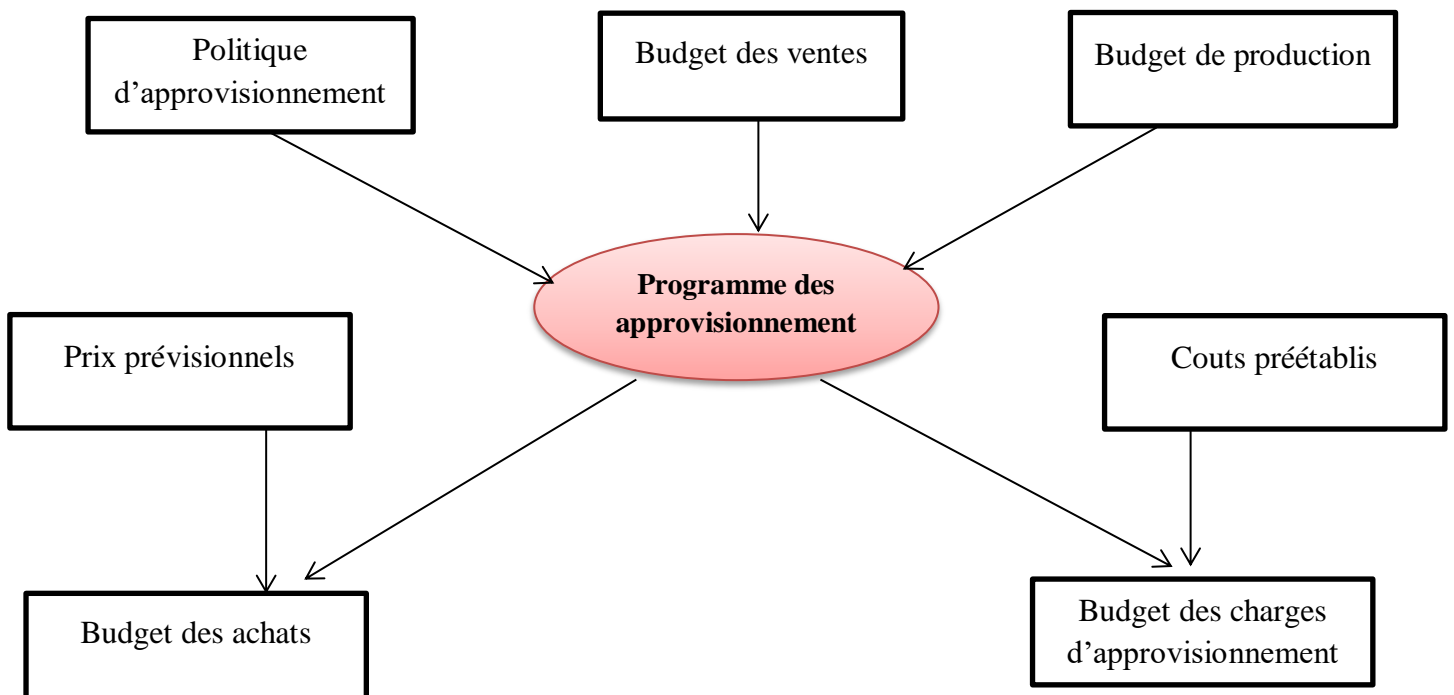 Politique
d’approvisionnement
Budget des ventes
Budget de production
Programme des
approvisionnement
Prix prévisionnels
Couts préétablis
Budget des achats
Budget des charges
d’approvisionnement